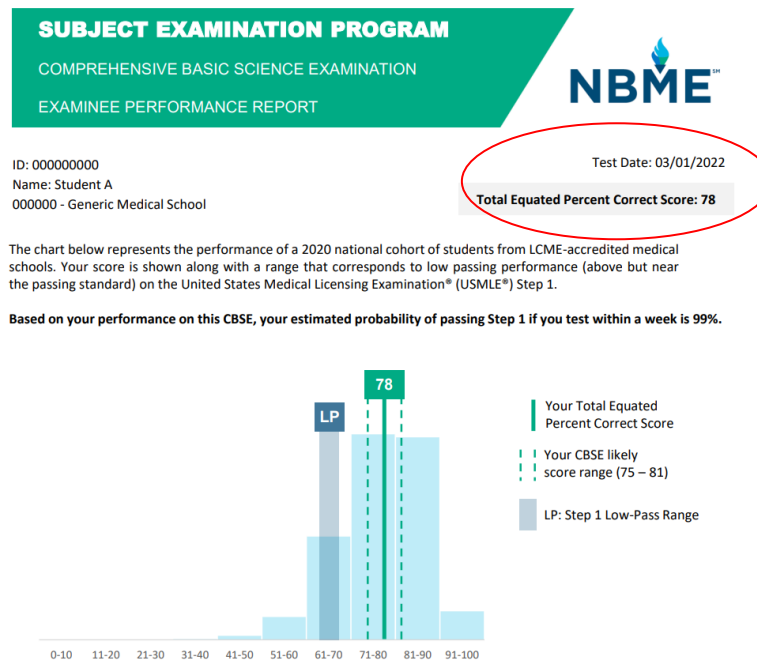 SUBJECT EXAMINATION PROGRAM
COMPREHENSIVE BASIC SCIENCE EXAMINATION
EXAMINEE PERFORMANCE REPORT
NBME℠
ID: 000000000
Name: Student A
000000 - Generic Medical School
Test Date: 03/01/2022
Total Equated Percent Correct Score: 78
The chart below represents the performance of a 2020 national cohort of students from LCME-accredited medical
schools. Your score is shown along with a range that corresponds to low passing performance (above but near
the passing standard) on the United States Medical Licensing Examination® (USMLE®) Step 1.
Based on your performance on this CBSE, your estimated probability of passing Step 1 if you test within a week is 99%.
78
LP
Your Total Equated
Percent Correct Score
Your CBSE likely
score range (75 – 81)
LP: Step 1 Low-Pass Range
0-10 11-20 21-30 31-40 41-50 51-60 61-70 71-80 81-90 91-100